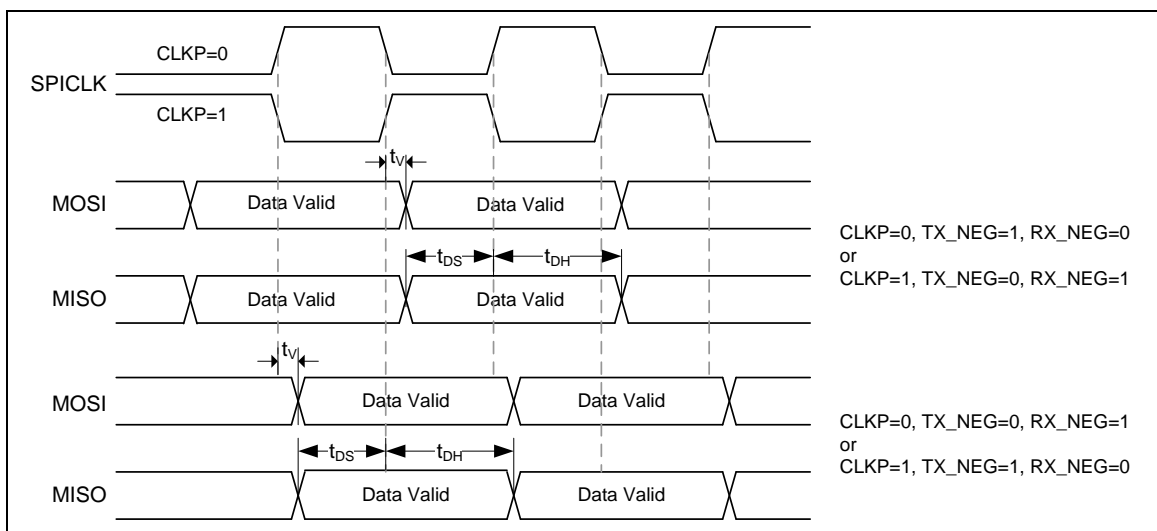 CLKP=0
SPICLK
CLKP=1
tV
MOSI Data Valid Data Valid
tDS tDH
MISO Data Valid Data Valid
CLKP=0, TX_NEG=1, RX_NEG=0
or
CLKP=1, TX_NEG=0, RX_NEG=1
tV
MOSI Data Valid Data Valid
tDS tDH
MISO Data Valid Data Valid
CLKP=0, TX_NEG=0, RX_NEG=1
or
CLKP=1, TX_NEG=1, RX_NEG=0